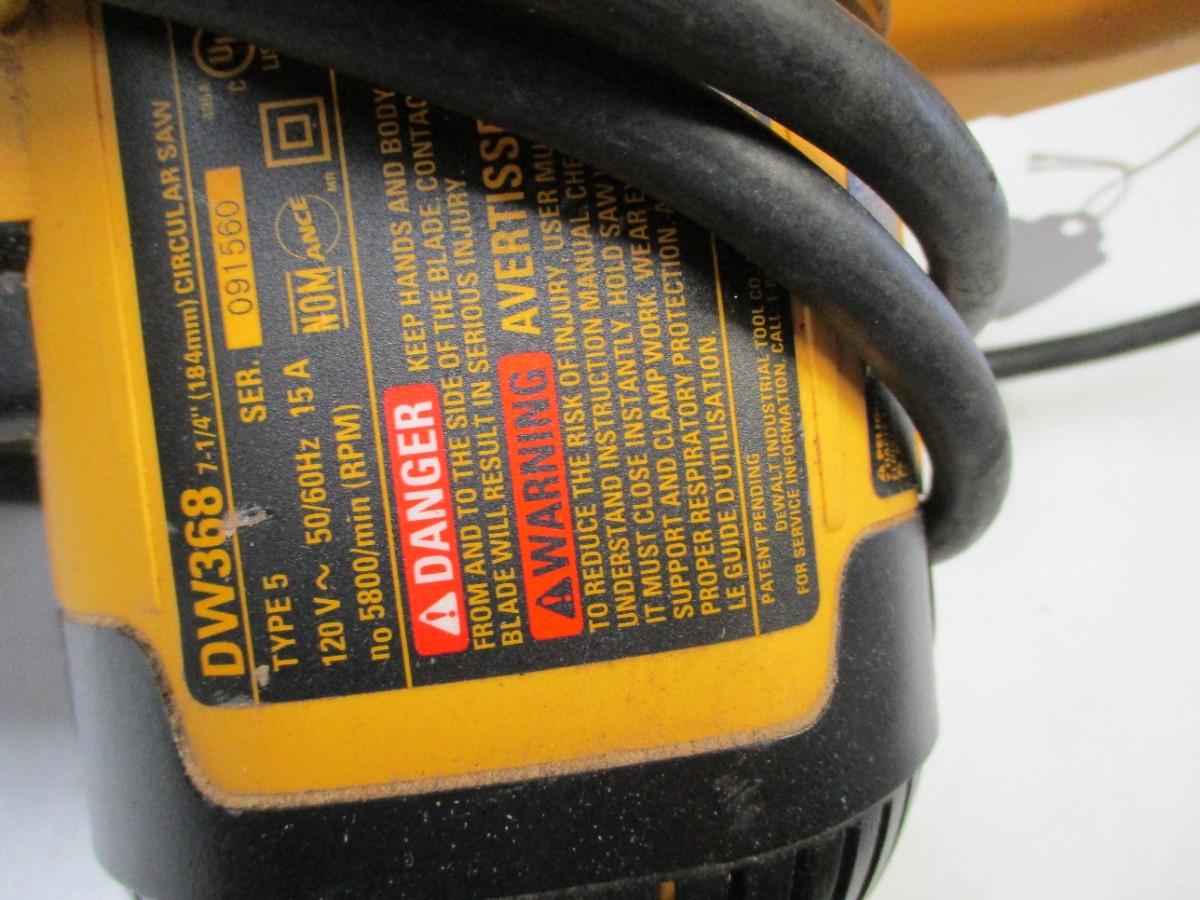 DW368 7-1/4" (184mm) CIRCULAR SAW
TYPE 5 SER. 091560
120 V~ 50/60Hz 15 A
no 5800/min (RPM)
NOM
ANCE
MR
C UL
DANGER KEEP HANDS AND BODY
FROM AND TO THE SIDE OF THE BLADE. CONTAC
BLADE WILL RESULT IN SERIOUS INJURY.
WARNING AVERTISSE
TO REDUCE THE RISK OF INJURY, USER MU
UNDERSTAND INSTRUCTION MANUAL. CHE
IT MUST CLOSE INSTANTLY. HOLD SAW
SUPPORT AND CLAMP WORK. WEAR E
PROPER RESPIRATORY PROTECTION. A
LE GUIDE D'UTILISATION.
PATENT PENDING
DEWALT INDUSTRIAL TOOL CO
FOR SERVICE INFORMATION, CALL 1-8